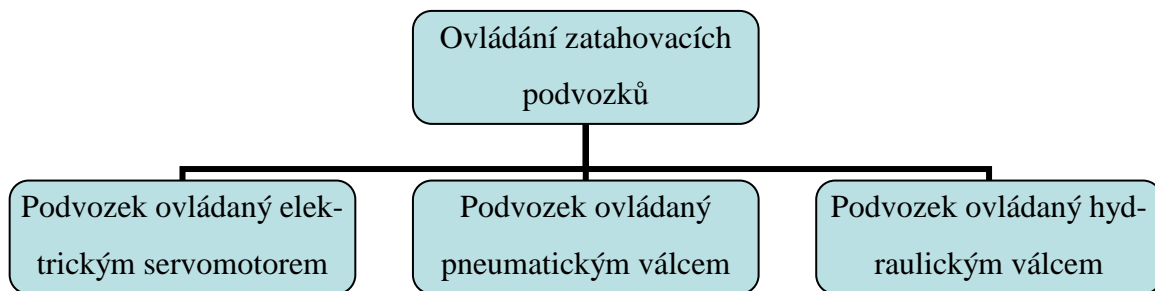 Ovládání zatahovacích
podvozků
Podvozek ovládaný elek-
trickým servomotorem
Podvozek ovládaný
pneumatickým válcem
Podvozek ovládaný hyd-
raulickým válcem